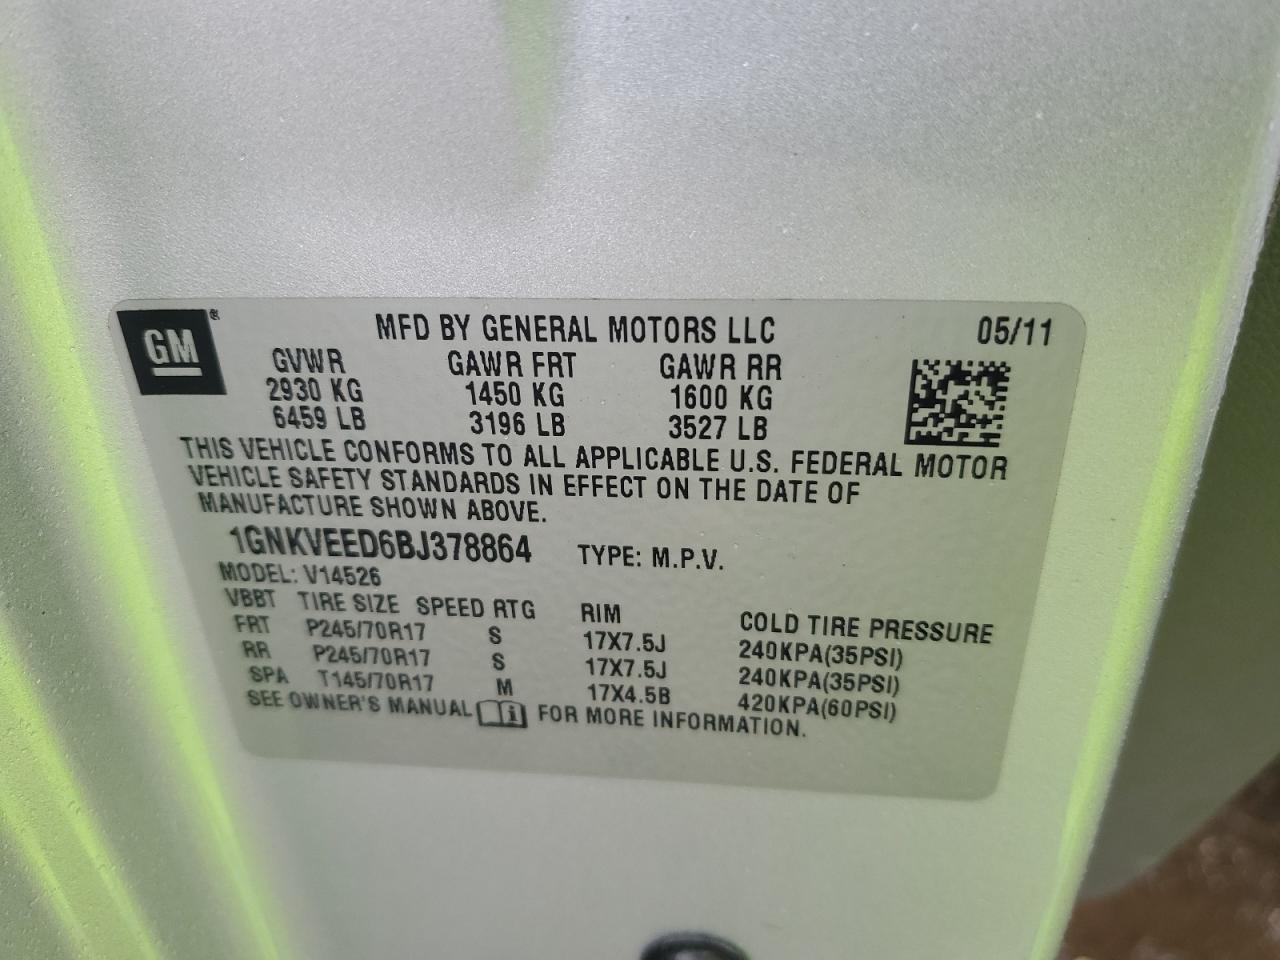 GM®
MFD BY GENERAL MOTORS LLC 05/11
GVWR GAWR FRT GAWR RR
2930 KG 1450 KG 1600 KG
6459 LB 3196 LB 3527 LB
THIS VEHICLE CONFORMS TO ALL APPLICABLE U.S. FEDERAL MOTOR
VEHICLE SAFETY STANDARDS IN EFFECT ON THE DATE OF
MANUFACTURE SHOWN ABOVE.
1GNKVEED6BJ378864 TYPE: M.P.V.
MODEL: V14526
VBBT TIRE SIZE SPEED RTG RIM COLD TIRE PRESSURE
FRT P245/70R17 S 17X7.5J 240KPA(35PSI)
RR P245/70R17 S 17X7.5J 240KPA(35PSI)
SPA T145/70R17 M 17X4.5B 420KPA(60PSI)
SEE OWNER'S MANUAL FOR MORE INFORMATION.